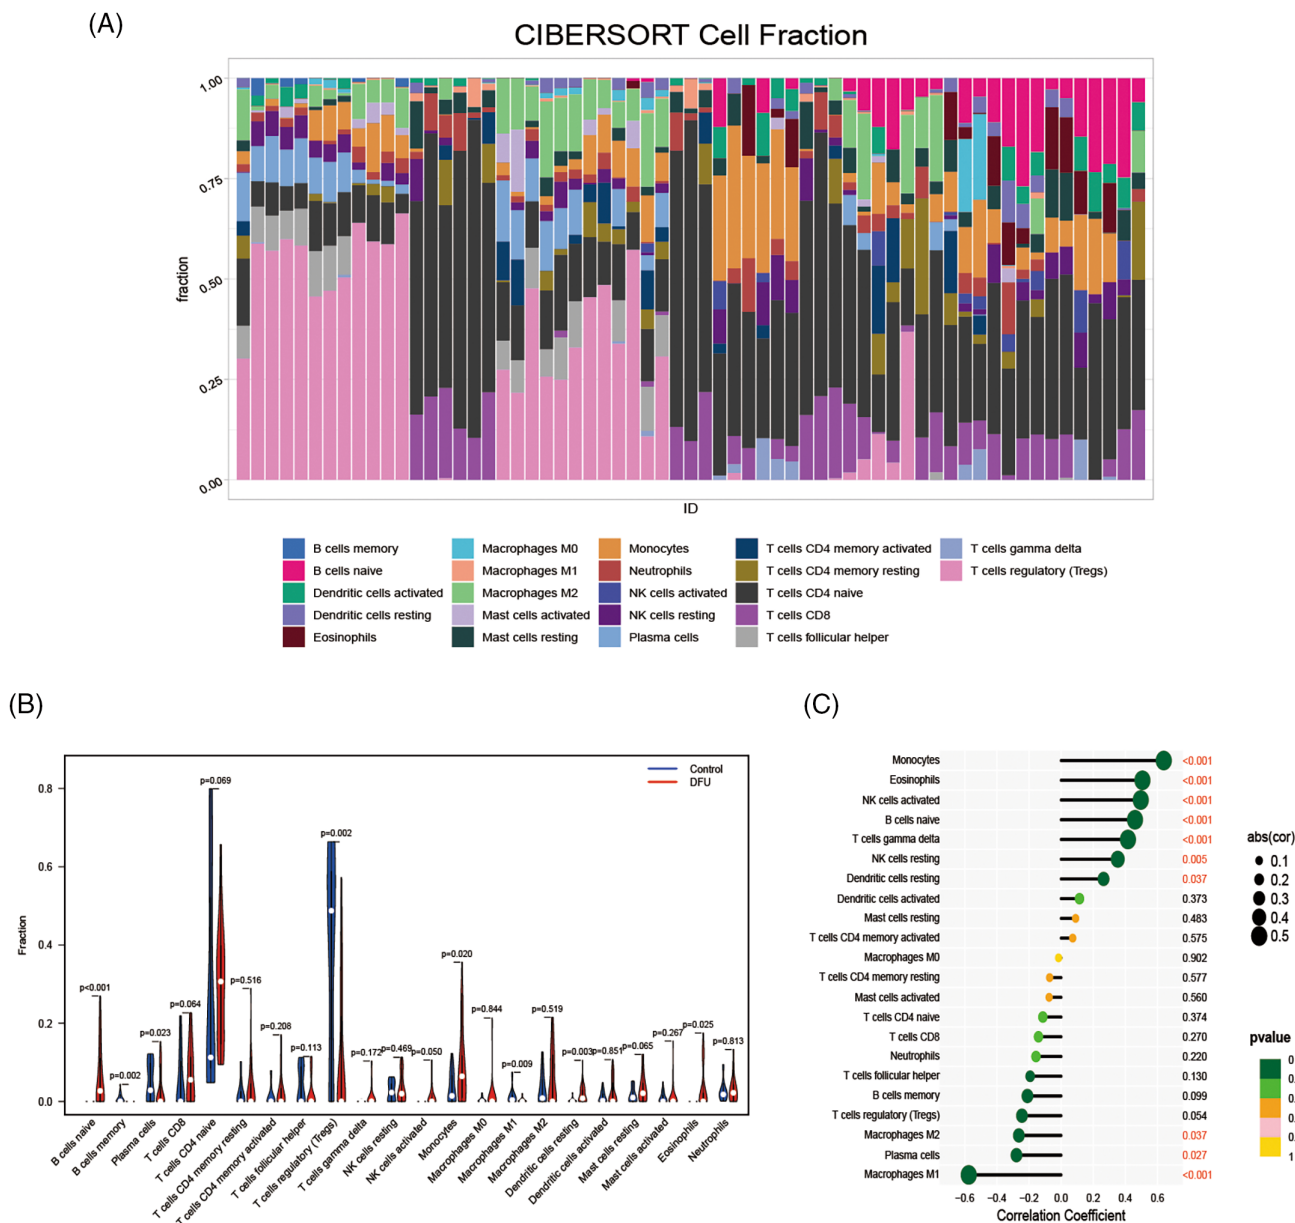 (A)
CIBERSORT Cell Fraction
1.00
0.75
0.50
0.25
0.00
fraction
ID
B cells memory
B cells naive
Dendritic cells activated
Dendritic cells resting
Eosinophils
Macrophages M0
Macrophages M1
Macrophages M2
Mast cells activated
Mast cells resting
Monocytes
Neutrophils
NK cells activated
NK cells resting
Plasma cells
T cells CD4 memory activated
T cells CD4 memory resting
T cells CD4 naive
T cells CD8
T cells follicular helper
T cells gamma delta
T cells regulatory (Tregs)
(B)
Control
DFU
Fraction
0.8
0.6
0.4
0.2
0.0
p<0.001
p=0.002
p=0.023
p=0.064
p=0.069
p=0.516
p=0.208
p=0.113
p=0.002
p=0.172
p=0.469
p=0.050
p=0.020
p=0.844
p=0.009
p=0.519
p=0.003
p=0.851
p=0.065
p=0.267
p=0.025
p=0.813
B cells naive
B cells memory
Plasma cells
T cells CD8
T cells CD4 naive
T cells CD4 memory resting
T cells CD4 memory activated
T cells follicular helper
T cells regulatory (Tregs)
T cells gamma delta
NK cells resting
NK cells activated
Monocytes
Macrophages M0
Macrophages M1
Macrophages M2
Dendritic cells resting
Dendritic cells activated
Mast cells resting
Mast cells activated
Eosinophils
Neutrophils
(C)
Monocytes <0.001
Eosinophils <0.001
NK cells activated <0.001
B cells naive <0.001
T cells gamma delta <0.001
NK cells resting 0.005
Dendritic cells resting 0.037
Dendritic cells activated 0.373
Mast cells resting 0.483
T cells CD4 memory activated 0.575
Macrophages M0 0.902
T cells CD4 memory resting 0.577
Mast cells activated 0.560
T cells CD4 naive 0.374
T cells CD8 0.270
Neutrophils 0.220
T cells follicular helper 0.130
B cells memory 0.099
T cells regulatory (Tregs) 0.054
Macrophages M2 0.037
Plasma cells 0.027
Macrophages M1 <0.001
−0.6 −0.4 −0.2 0.0 0.2 0.4 0.6
Correlation Coefficient
abs(cor)
0.1
0.2
0.3
0.4
0.5
pvalue
0
0.
0.
0.
1